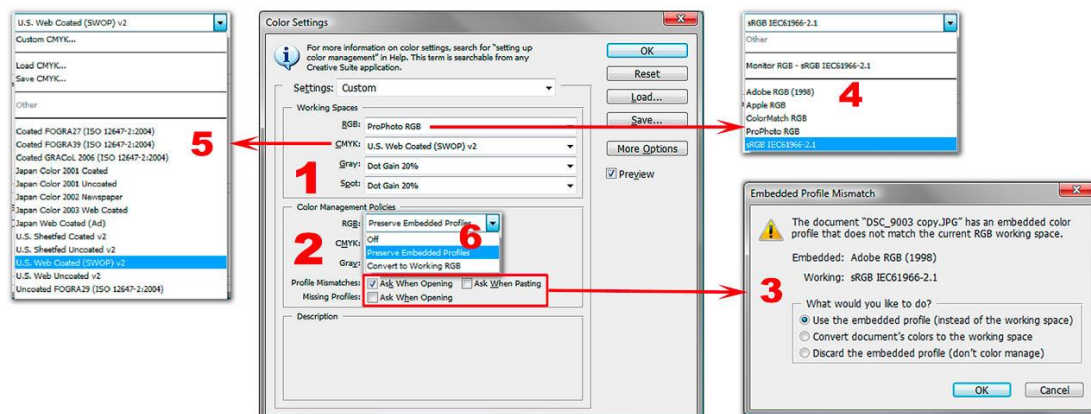 U.S. Web Coated (SWOP) v2
Custom CMYK...
Load CMYK...
Save CMYK...
Other
Coated FOGRA27 (ISO 12647-2:2004)
Coated FOGRA39 (ISO 12647-2:2004)
Coated GRACoL 2006 (ISO 12647-2:2004)
Japan Color 2001 Coated
Japan Color 2001 Uncoated
Japan Color 2002 Newspaper
Japan Color 2003 Web Coated
Japan Web Coated (Ad)
U.S. Sheetfed Coated v2
U.S. Sheetfed Uncoated v2
U.S. Web Coated (SWOP) v2
U.S. Web Uncoated v2
Uncoated FOGRA29 (ISO 12647-2:2004)
5
Color Settings
For more information on color settings, search for "setting up
color management" in Help. This term is searchable from any
Creative Suite application.
Settings: Custom
Working Spaces
RGB: ProPhoto RGB
CMYK: U.S. Web Coated (SWOP) v2
Gray: Dot Gain 20%
Spot: Dot Gain 20%
1
Color Management Policies
RGB: Preserve Embedded Profiles
Off
CMYK: Preserve Embedded Profiles
Gray: Convert to Working RGB
2
6
Profile Mismatches: Ask When Opening Ask When Pasting
Missing Profiles: Ask When Opening
Description
OK
Reset
Load...
Save...
More Options
Preview
sRGB IEC61966-2.1
Other
Monitor RGB - sRGB IEC61966-2.1
Adobe RGB (1998)
Apple RGB
ColorMatch RGB
ProPhoto RGB
sRGB IEC61966-2.1
4
Embedded Profile Mismatch
The document "DSC_9003 copy.JPG" has an embedded color
profile that does not match the current RGB working space.
Embedded: Adobe RGB (1998)
Working: sRGB IEC61966-2.1
3
What would you like to do?
Use the embedded profile (instead of the working space)
Convert document's colors to the working space
Discard the embedded profile (don't color manage)
OK
Cancel